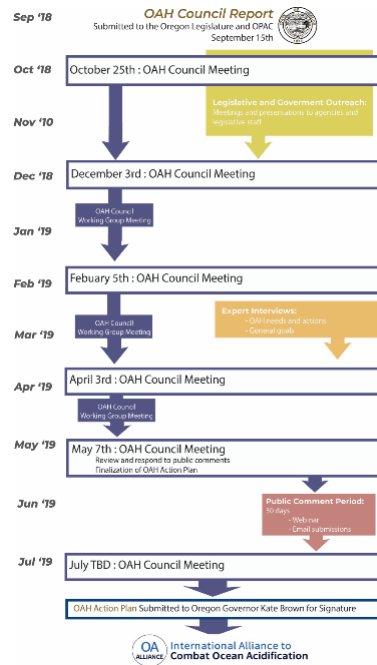 OAH Council Report
Sep '18
Submitted to the Oregon Legislature and OPAC
September 15th
Oct '18
October 25th : OAH Council Meeting
Legislative and Goverment Outreach:
Meetings and presentations to agencies and
legislative staff
Nov '10
Dec '18
December 3rd : OAH Council Meeting
OAH Council
Working Group Meeting
Jan '19
Feb '19
Febuary 5th : OAH Council Meeting
Expert Interviews:
- OAH needs and actions
- General goals
OAH Council
Working Group Meeting
Mar '19
Apr '19
April 3rd : OAH Council Meeting
OAH Council
Working Group Meeting
May '19
May 7th : OAH Council Meeting
Review and respond to public comments
Finalization of OAH Action Plan
Jun '19
Public Comment Period:
30 days
- Webinar
- Email submissions
Jul '19
July TBD : OAH Council Meeting
OAH Action Plan Submitted to Oregon Governor Kate Brown for Signature
OA
ALLIANCE
International Alliance to
Combat Ocean Acidification